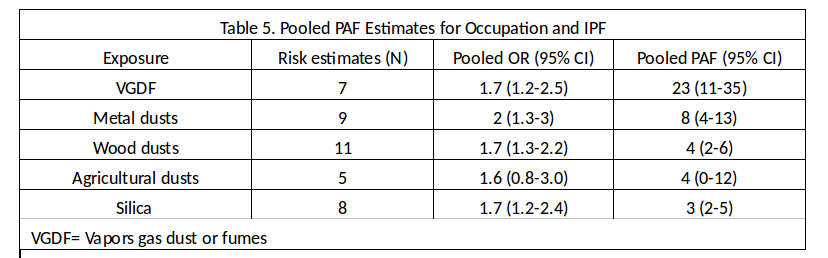 Table 5. Pooled PAF Estimates for Occupation and IPF
Exposure Risk estimates (N) Pooled OR (95% CI) Pooled PAF (95% CI)
VGDF 7 1.7 (1.2-2.5) 23 (11-35)
Metal dusts 9 2 (1.3-3) 8 (4-13)
Wood dusts 11 1.7 (1.3-2.2) 4 (2-6)
Agricultural dusts 5 1.6 (0.8-3.0) 4 (0-12)
Silica 8 1.7 (1.2-2.4) 3 (2-5)
VGDF= Vapors gas dust or fumes